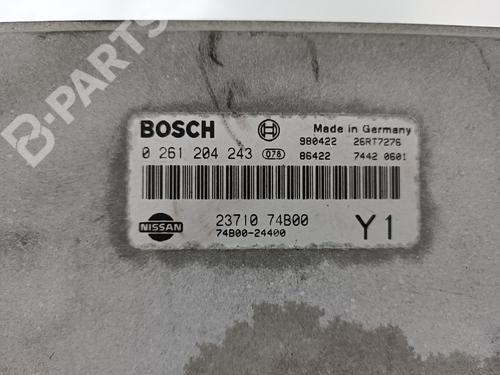 B-PARTS
BOSCH Made in Germany
980422 26RT7276
0 261 204 243 078 86422 7442 0601
NISSAN 23710 74B00 Y1
74B00-24400